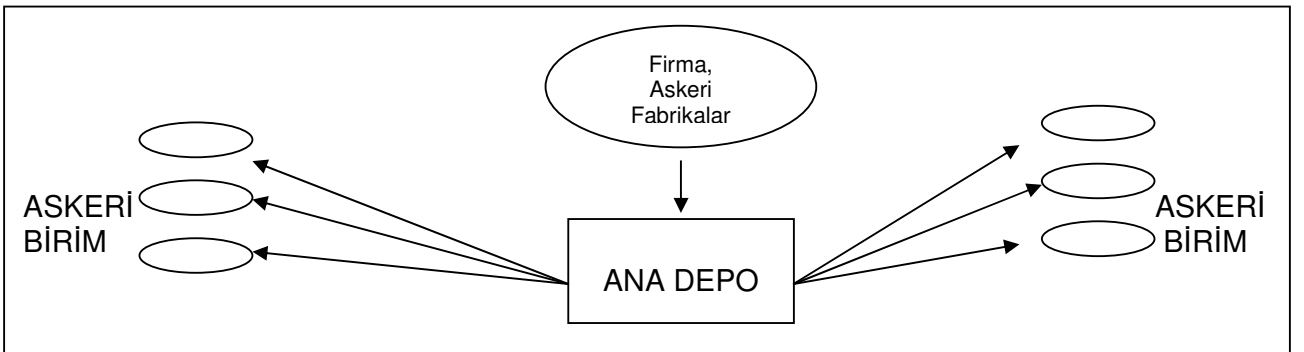 Firma,
Askeri
Fabrikalar
ASKERİ
BİRİM
ANA DEPO
ASKERİ
BİRİM